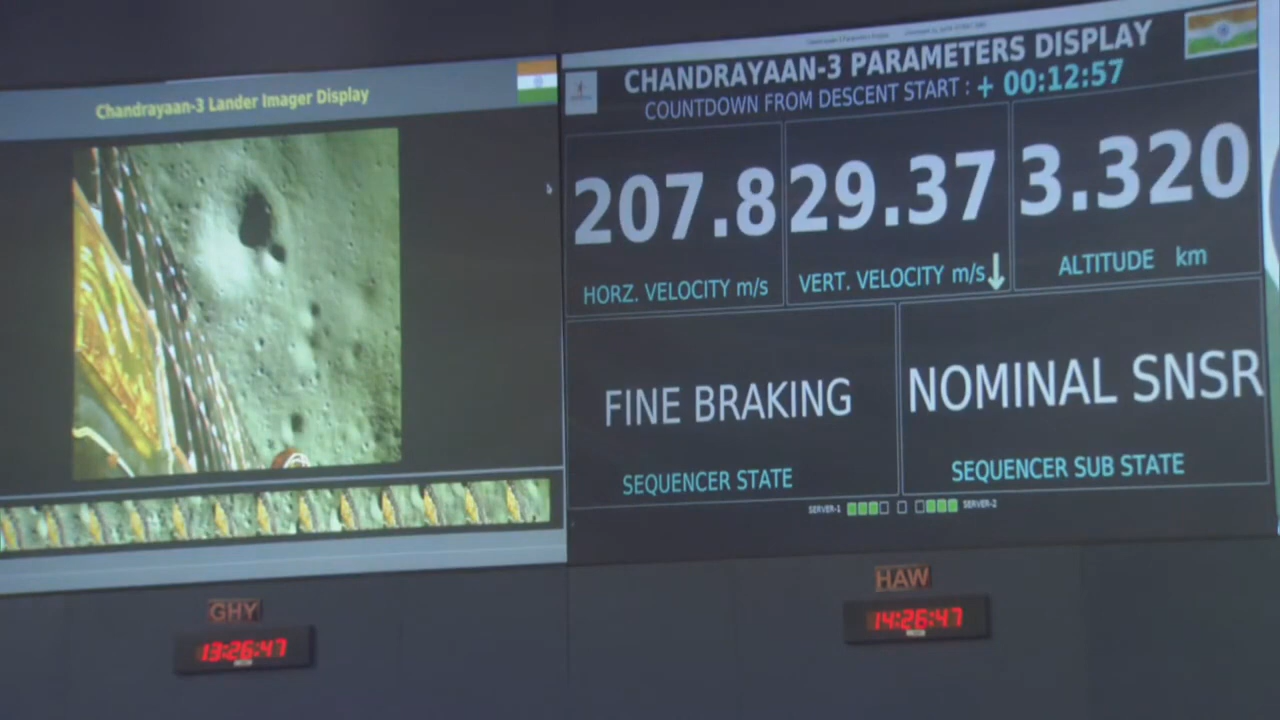 Chandrayaan-3 Lander Imager Display
CHANDRAYAAN-3 PARAMETERS DISPLAY
COUNTDOWN FROM DESCENT START : + 00:12:57
207.8
HORZ. VELOCITY m/s
29.37
VERT. VELOCITY m/s↓
3.320
ALTITUDE km
FINE BRAKING
SEQUENCER STATE
NOMINAL SNSR
SEQUENCER SUB STATE
SERVER-1
SERVER-2
GHY
13:26:47
HAW
14:26:47